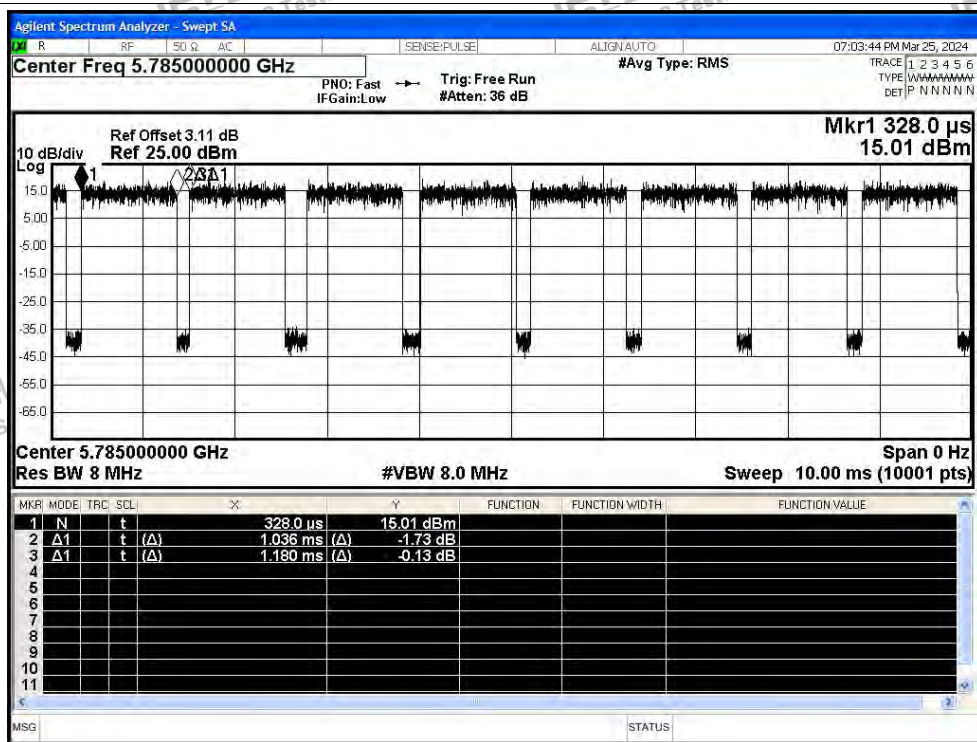 Agilent Spectrum Analyzer - Swept SA
R RF 50 Ω AC SENSE:PULSE ALIGN AUTO 07:03:44 PM Mar 25, 2024
Center Freq 5.785000000 GHz
PNO: Fast
IFGain:Low
Trig: Free Run
#Atten: 36 dB
#Avg Type: RMS
TRACE 1 2 3 4 5 6
TYPE WWWWWW
DET P N N N N N
Ref Offset 3.11 dB
10 dB/div Ref 25.00 dBm
Mkr1 328.0 µs
15.01 dBm
Log
1 2Δ1 3Δ1
15.0
5.00
-5.00
-15.0
-25.0
-35.0
-45.0
-55.0
-65.0
Center 5.785000000 GHz Span 0 Hz
Res BW 8 MHz #VBW 8.0 MHz Sweep 10.00 ms (10001 pts)
MKR MODE TRC SCL X Y FUNCTION FUNCTION WIDTH FUNCTION VALUE
1 N t 328.0 µs 15.01 dBm
2 Δ1 t (Δ) 1.036 ms (Δ) -1.73 dB
3 Δ1 t (Δ) 1.180 ms (Δ) -0.13 dB
4
5
6
7
8
9
10
11
MSG STATUS